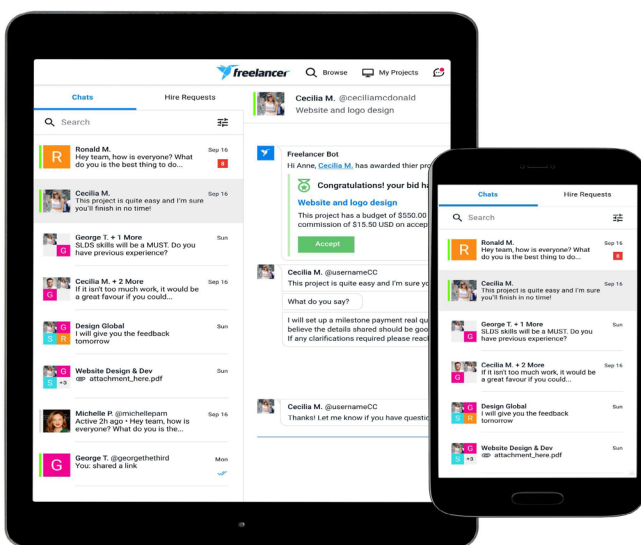 freelancer
Browse
My Projects
Chats
Hire Requests
Search
R
Ronald M.
Sep 16
Hey team, how is everyone? What
do you is the best thing to do...
8
Cecilia M.
Sep 16
This project is quite easy and I'm sure
you'll finish in no time!
G
George T. + 1 More
Sun
SLDS skills will be a MUST. Do you
have previous experience?
G
Cecilia M. + 2 More
If it isn't too much work, it would be
a great favour if you could...
Sep 16
G
S
R
Design Global
Sun
I will give you the feedback
tomorrow
G
S
+3
Website Design & Dev
Sun
attachment_here.pdf
Michelle P. @michellepam
Sep 16
Active 2h ago • Hey team, how is
everyone? What do you is the...
G
George T. @georgethethird
Mon
You: shared a link
Cecilia M. @ceciliamcdonald
Website and logo design
Freelancer Bot
Hi Anne, Cecilia M. has awarded thier pro
Congratulations! your bid ha
Website and logo design
This project has a budget of $550.00
commission of $15.50 USD on accep
Accept
Cecilia M. @usernameCC
This project is quite easy and I'm sure yo
What do you say?
I will set up a milestone payment real qu
believe the details shared should be goo
If any clarifications required please reac
Cecilia M. @usernameCC
Thanks! Let me know if you have questic
Chats
Hire Requests
Search
R
Ronald M.
Sep 16
Hey team, how is everyone? What
do you is the best thing to do...
8
Cecilia M.
Sep 16
This project is quite easy and I'm sure
you'll finish in no time!
G
George T. + 1 More
Sun
SLDS skills will be a MUST. Do you
have previous experience?
G
Cecilia M. + 2 More
Sep 16
If it isn't too much work, it would be
a great favour if you could...
G
S
R
Design Global
Sun
I will give you the feedback
tomorrow
G
S
+3
Website Design & Dev
Sun
attachment_here.pdf